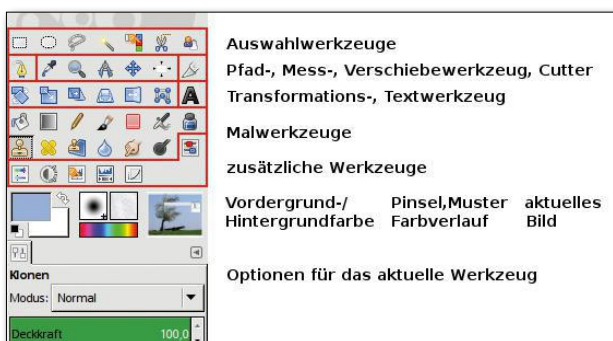 Auswahlwerkzeuge
Pfad-, Mess-, Verschiebewerkzeug, Cutter
Transformations-, Textwerkzeug
Malwerkzeuge
zusätzliche Werkzeuge
Vordergrund-/ Pinsel,Muster aktuelles
Hintergrundfarbe Farbverlauf Bild
Klonen
Optionen für das aktuelle Werkzeug
Modus: Normal
Deckkraft 100,0